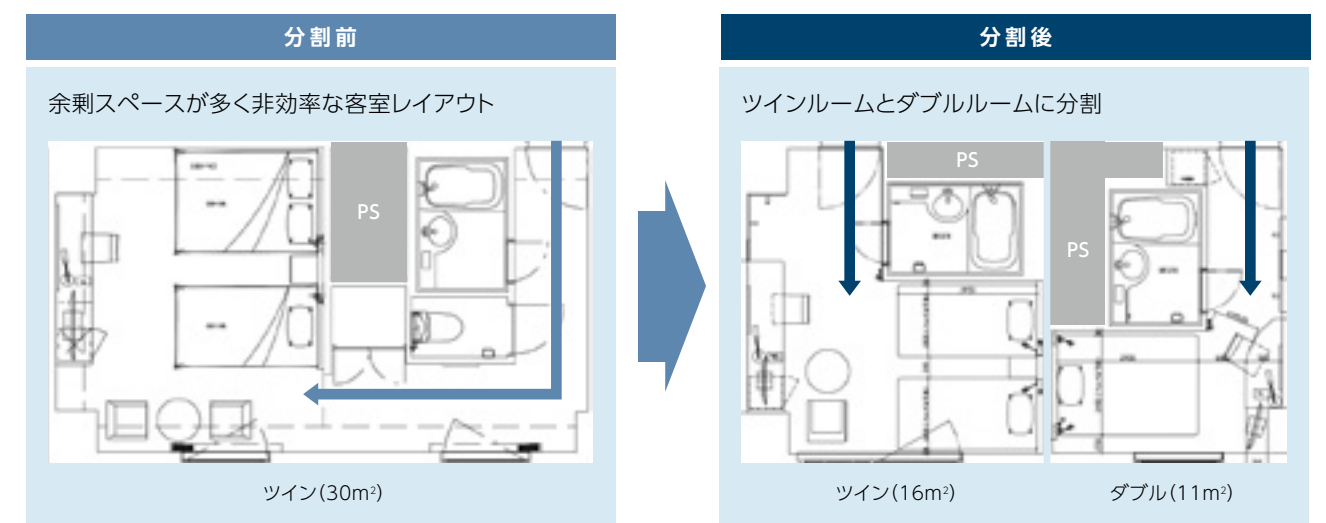 分割前
余剰スペースが多く非効率な客室レイアウト
PS
ツイン（30m²）
分割後
ツインルームとダブルルームに分割
PS
PS
ツイン（16m²）
ダブル（11m²）